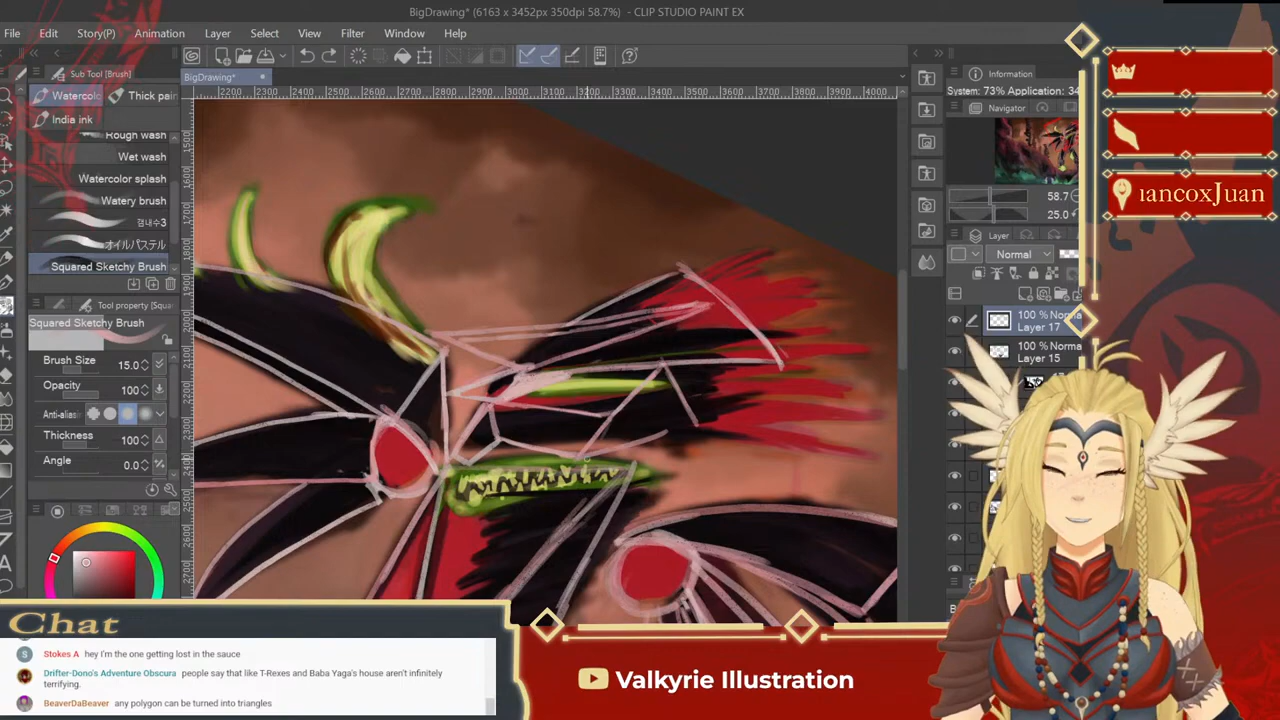 BigDrawing* (6163 x 3452px 350dpi 58.7%) - CLIP STUDIO PAINT EX
File Edit Story(P) Animation Layer Select View Filter Window Help
Sub Tool [Brush]
BigDrawing*
Information
2200 2300 2400 2500 2600 2700 2800 2900 3000 3100 3200 3300 3400 3500 3600 3700 3800 3900 4000
Watercolo Thick pain
System: 73% Application: 34
India ink
Navigator
Rough wash
Wet wash
Watercolor splash
Watery brush
58.7
겹내수3
25.0
オイルパステル
Layer
Squared Sketchy Brush
Normal
Tool property [Squar
Squared Sketchy Brush
100 % Norma
Layer 17
Brush Size 15.0
100 % Norma
Layer 15
Opacity 100
Anti-alias
Thickness 100
Angle 0.0
ıancoxJuan
Chat
Stokes A hey I'm the one getting lost in the sauce
Drifter-Dono's Adventure Obscura people say that like T-Rexes and Baba Yaga's house aren't infinitely
terrifying.
BeaverDaBeaver any polygon can be turned into triangles
Valkyrie Illustration